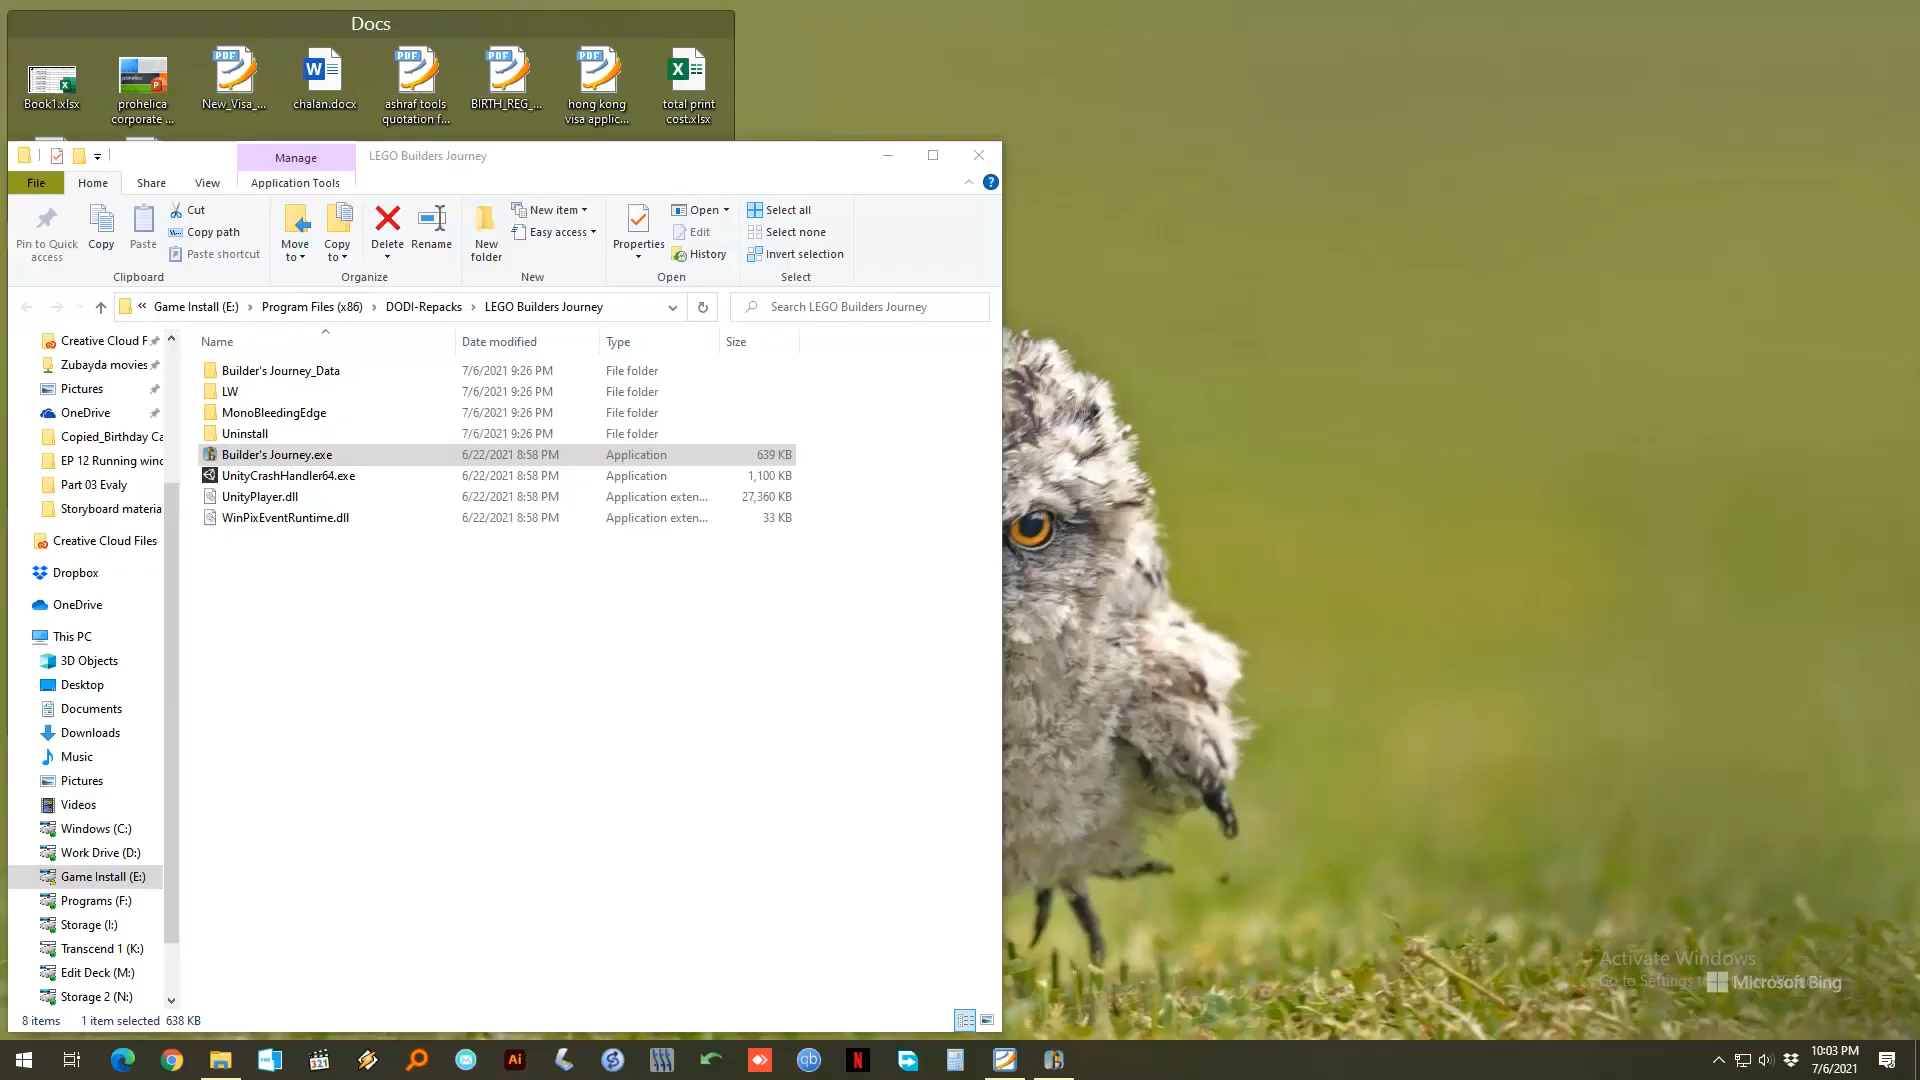 Docs
Book1.xlsx
prohelica corporate ...
New_Visa_...
chalan.docx
ashraf tools quotation f...
BIRTH_REG_...
hong kong visa applic...
total print cost.xlsx
Manage
LEGO Builders Journey
File
Home
Share
View
Application Tools
Pin to Quick access
Copy
Paste
Cut
Copy path
Paste shortcut
Clipboard
Move to
Copy to
Delete
Rename
Organize
New folder
New item
Easy access
New
Properties
Open
Edit
History
Open
Select all
Select none
Invert selection
Select
« Game Install (E:) › Program Files (x86) › DODI-Repacks › LEGO Builders Journey
Search LEGO Builders Journey
Name Date modified Type Size
Builder's Journey_Data 7/6/2021 9:26 PM File folder
LW 7/6/2021 9:26 PM File folder
MonoBleedingEdge 7/6/2021 9:26 PM File folder
Uninstall 7/6/2021 9:26 PM File folder
Builder's Journey.exe 6/22/2021 8:58 PM Application 639 KB
UnityCrashHandler64.exe 6/22/2021 8:58 PM Application 1,100 KB
UnityPlayer.dll 6/22/2021 8:58 PM Application exten... 27,360 KB
WinPixEventRuntime.dll 6/22/2021 8:58 PM Application exten... 33 KB
Creative Cloud F
Zubayda movies
Pictures
OneDrive
Copied_Birthday Ca
EP 12 Running winc
Part 03 Evaly
Storyboard materia
Creative Cloud Files
Dropbox
OneDrive
This PC
3D Objects
Desktop
Documents
Downloads
Music
Pictures
Videos
Windows (C:)
Work Drive (D:)
Game Install (E:)
Programs (F:)
Storage (I:)
Transcend 1 (K:)
Edit Deck (M:)
Storage 2 (N:)
8 items 1 item selected 638 KB
Activate Windows
Go to Settings t
Microsoft Bing
321
Ai
qb
N
10:03 PM
7/6/2021